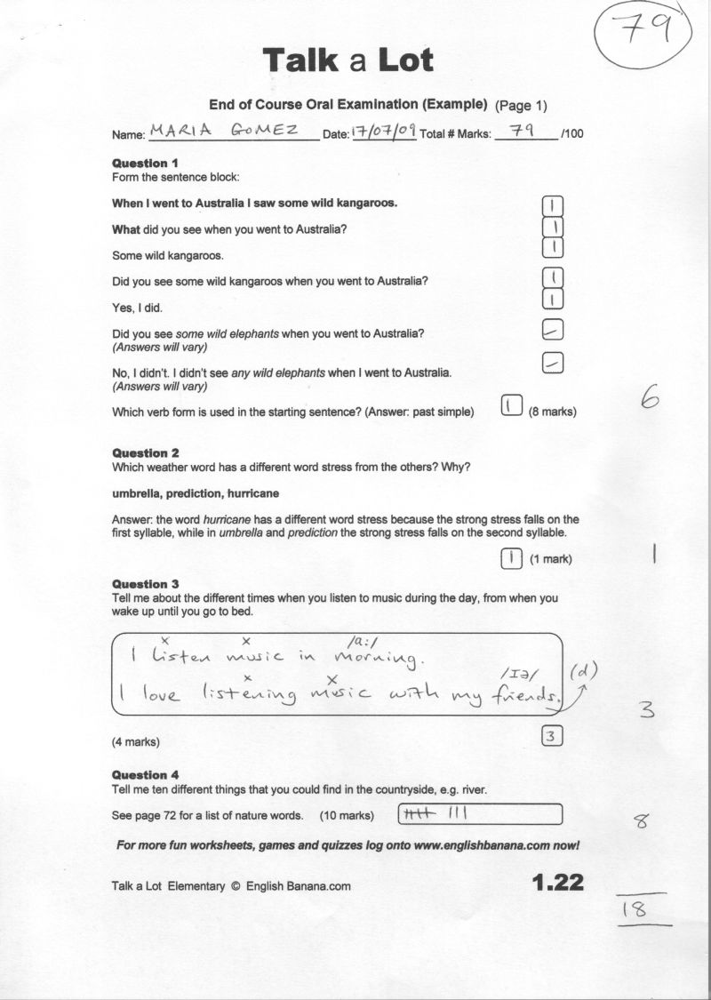 79
Talk a Lot
End of Course Oral Examination (Example) (Page 1)
Name: MARIA GOMEZ Date: 17/07/09 Total # Marks: 79 /100
Question 1
Form the sentence block:
When I went to Australia I saw some wild kangaroos. 1
What did you see when you went to Australia? 1
Some wild kangaroos. 1
Did you see some wild kangaroos when you went to Australia? 1
Yes, I did. 1
Did you see some wild elephants when you went to Australia? –
(Answers will vary)
No, I didn't. I didn't see any wild elephants when I went to Australia. –
(Answers will vary)
Which verb form is used in the starting sentence? (Answer: past simple) 1 (8 marks) 6
Question 2
Which weather word has a different word stress from the others? Why?
umbrella, prediction, hurricane
Answer: the word hurricane has a different word stress because the strong stress falls on the
first syllable, while in umbrella and prediction the strong stress falls on the second syllable.
1 (1 mark) 1
Question 3
Tell me about the different times when you listen to music during the day, from when you
wake up until you go to bed.
x x /a:/
I listen music in morning.
x x /ɪə/ (d)
I love listening music with my friends.
3
(4 marks) 3
Question 4
Tell me ten different things that you could find in the countryside, e.g. river.
See page 72 for a list of nature words. (10 marks) 𝍸 III 8
For more fun worksheets, games and quizzes log onto www.englishbanana.com now!
Talk a Lot Elementary © English Banana.com 1.22
18